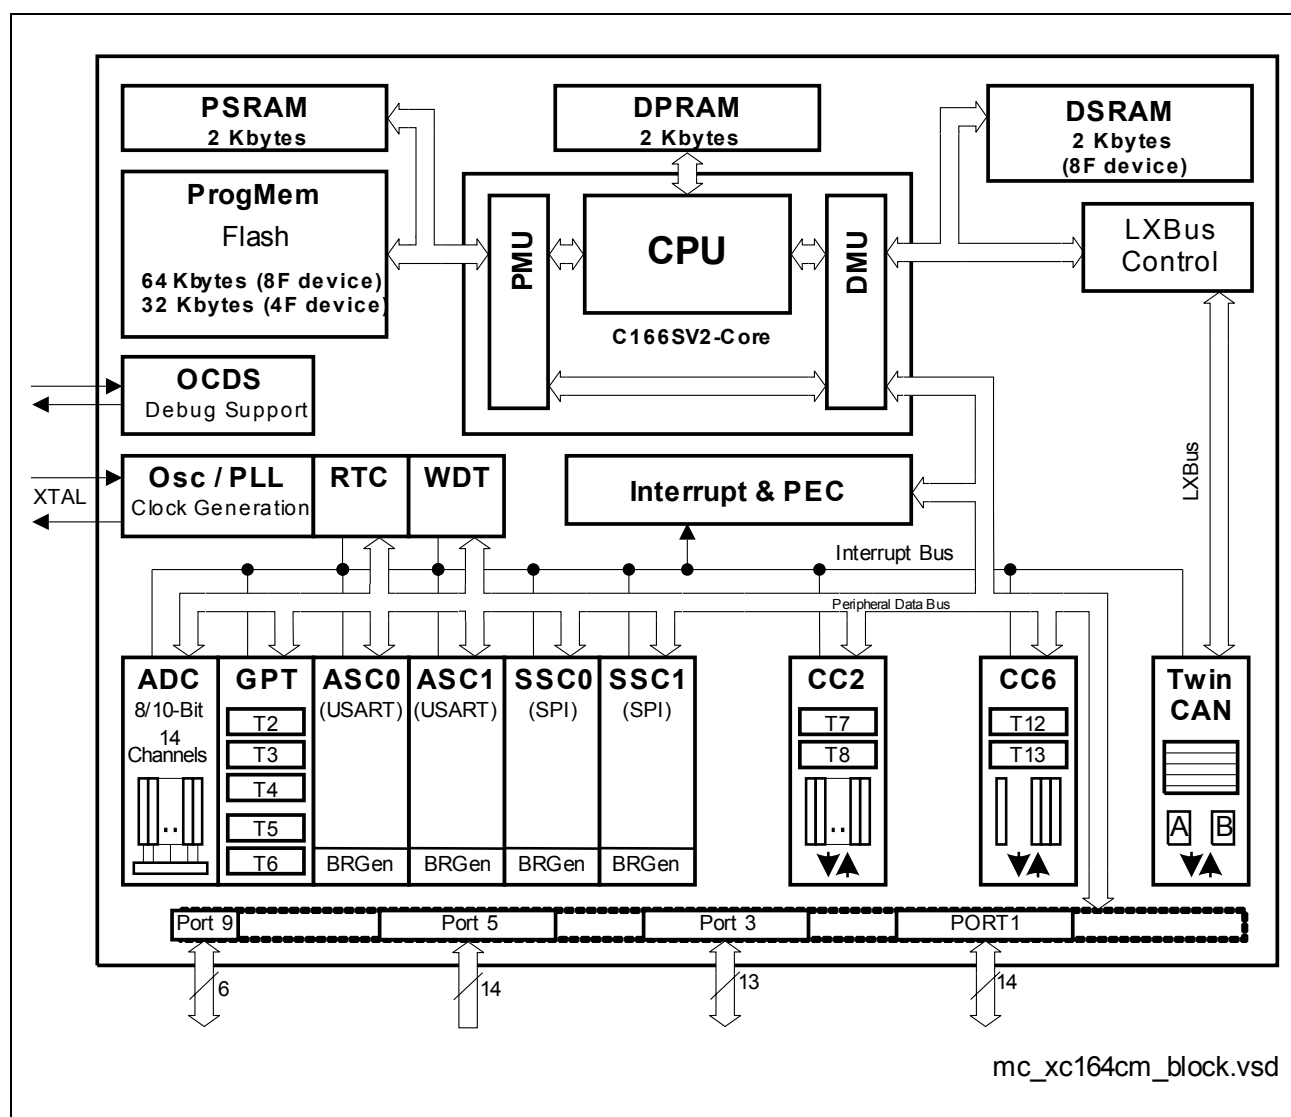 PSRAM
2 Kbytes
DPRAM
2 Kbytes
DSRAM
2 Kbytes
(8F device)
ProgMem
Flash
64 Kbytes (8F device)
32 Kbytes (4F device)
PMU
CPU
DMU
C166SV2-Core
LXBus
Control
OCDS
Debug Support
XTAL
Osc / PLL
Clock Generation
RTC
WDT
Interrupt & PEC
LXBus
Interrupt Bus
Peripheral Data Bus
ADC
8/10-Bit
14
Channels
GPT
T2
T3
T4
T5
T6
ASC0
(USART)
BRGen
ASC1
(USART)
BRGen
SSC0
(SPI)
BRGen
SSC1
(SPI)
BRGen
CC2
T7
T8
CC6
T12
T13
Twin
CAN
A
B
Port 9
Port 5
Port 3
PORT1
6
14
13
14
mc_xc164cm_block.vsd